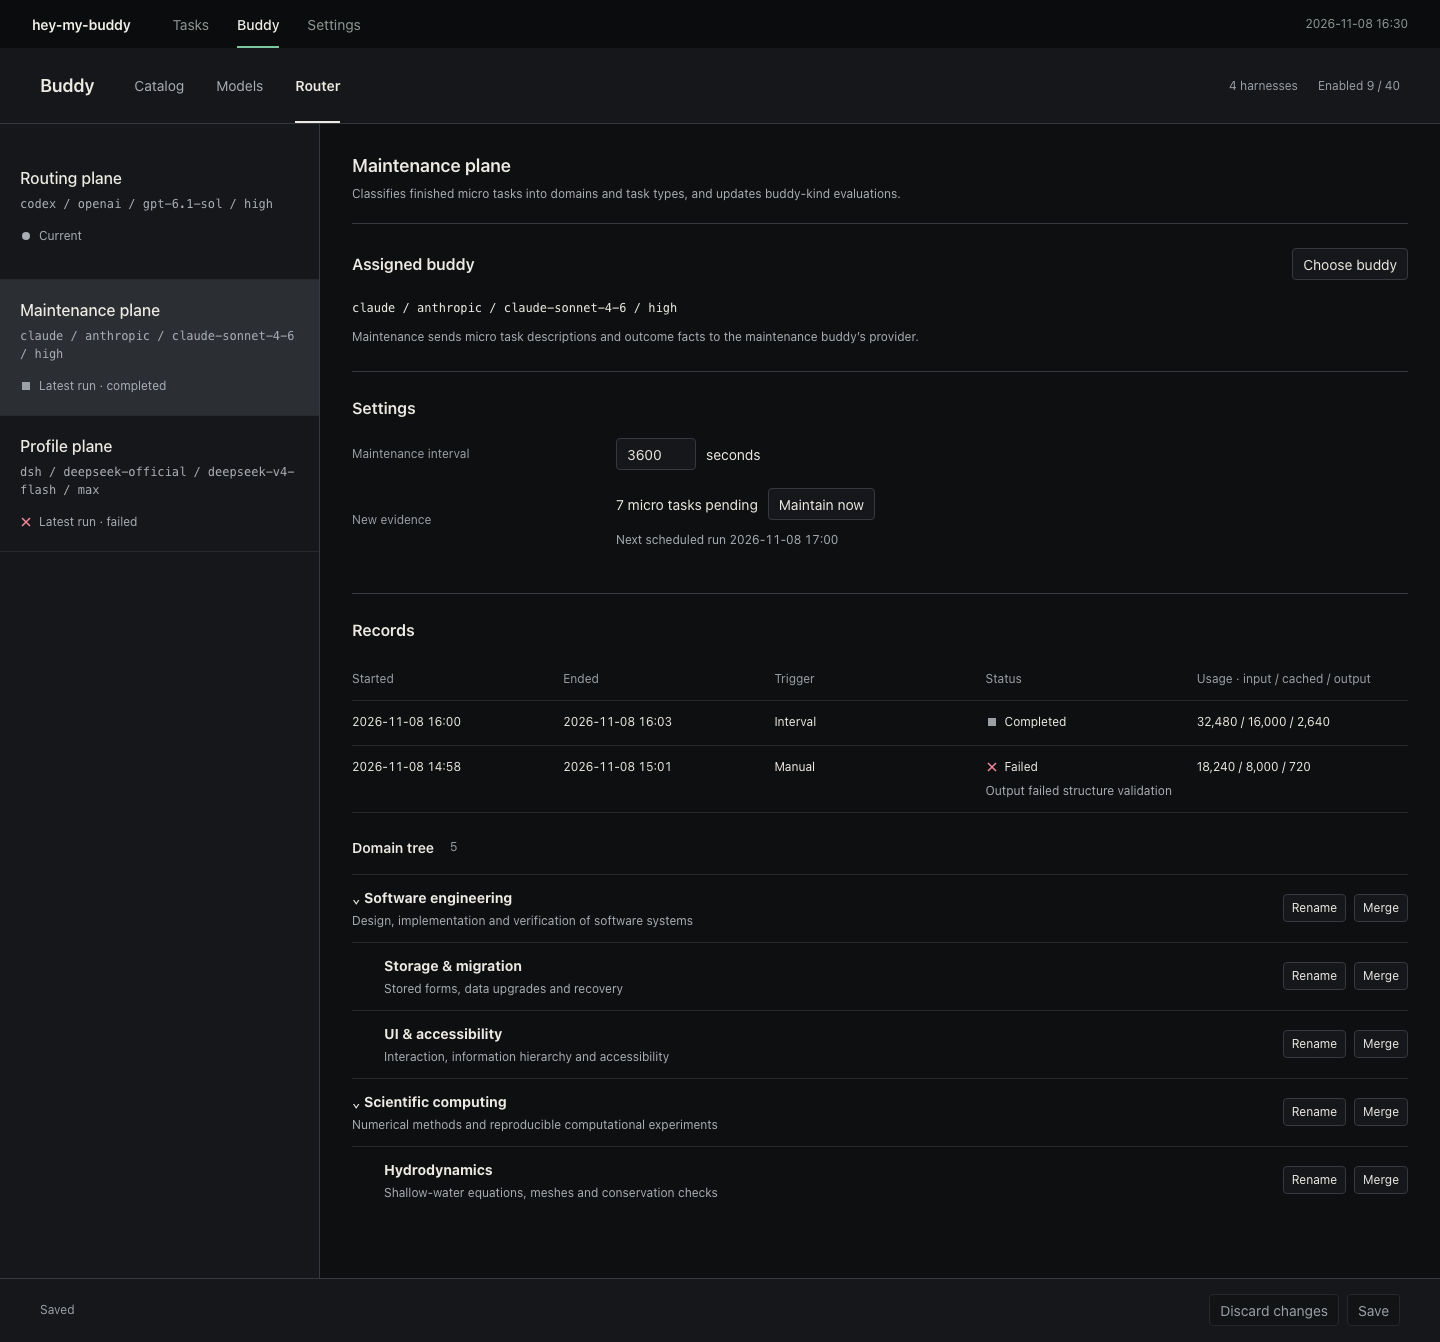 hey-my-buddy Tasks Buddy Settings 2026-11-08 16:30
Buddy Catalog Models Router 4 harnesses Enabled 9 / 40
Routing plane
codex / openai / gpt-6.1-sol / high
Current
Maintenance plane
claude / anthropic / claude-sonnet-4-6
/ high
Latest run · completed
Profile plane
dsh / deepseek-official / deepseek-v4-
flash / max
Latest run · failed
Maintenance plane
Classifies finished micro tasks into domains and task types, and updates buddy-kind evaluations.
Assigned buddy Choose buddy
claude / anthropic / claude-sonnet-4-6 / high
Maintenance sends micro task descriptions and outcome facts to the maintenance buddy's provider.
Settings
Maintenance interval 3600 seconds
New evidence 7 micro tasks pending Maintain now
Next scheduled run 2026-11-08 17:00
Records
Started Ended Trigger Status Usage · input / cached / output
2026-11-08 16:00 2026-11-08 16:03 Interval Completed 32,480 / 16,000 / 2,640
2026-11-08 14:58 2026-11-08 15:01 Manual Failed 18,240 / 8,000 / 720
Output failed structure validation
Domain tree 5
Software engineering Rename Merge
Design, implementation and verification of software systems
Storage & migration Rename Merge
Stored forms, data upgrades and recovery
UI & accessibility Rename Merge
Interaction, information hierarchy and accessibility
Scientific computing Rename Merge
Numerical methods and reproducible computational experiments
Hydrodynamics Rename Merge
Shallow-water equations, meshes and conservation checks
Saved Discard changes Save